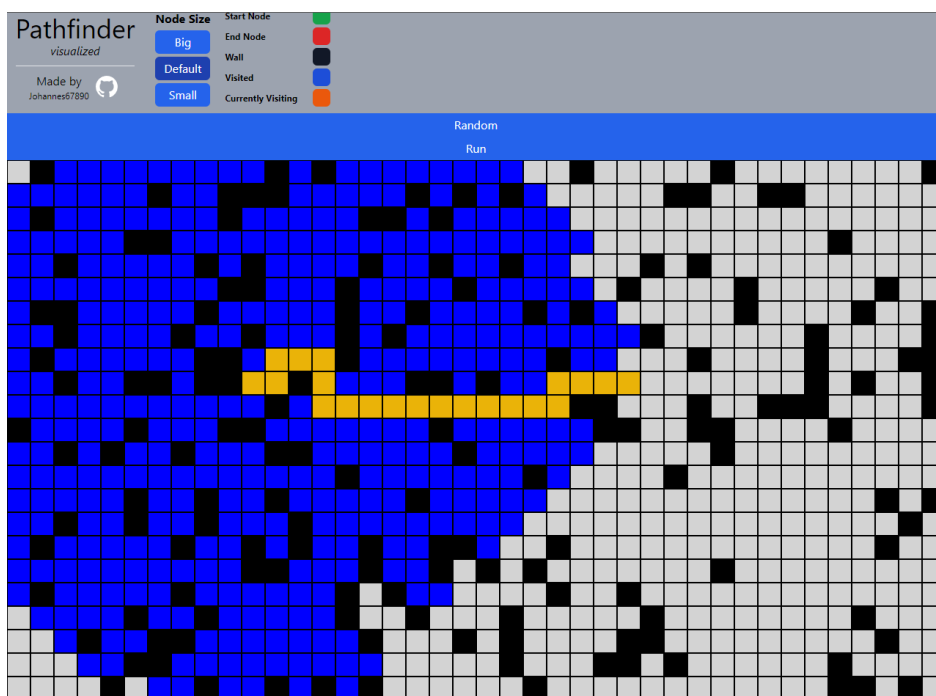 Pathfinder
visualized
Made by
Johannes67890
Node Size
Big
Default
Small
Start Node
End Node
Wall
Visited
Currently Visiting
Random
Run